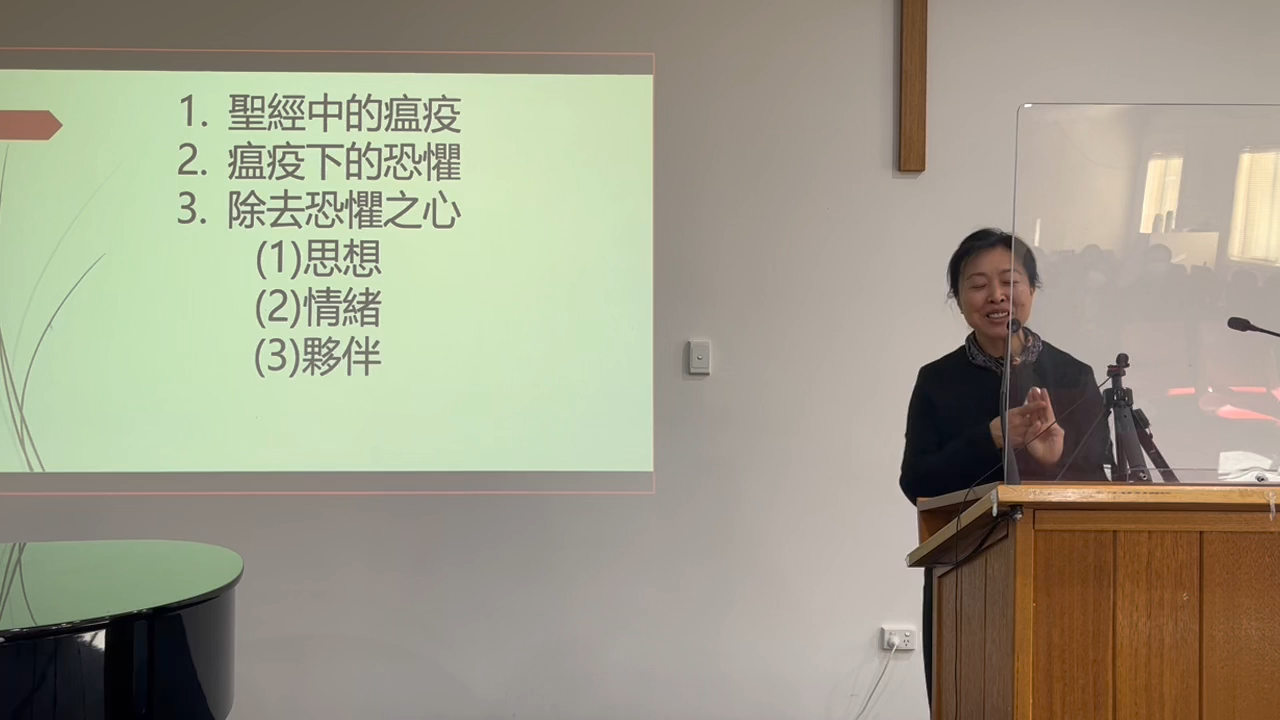 1. 聖經中的瘟疫
2. 瘟疫下的恐懼
3. 除去恐懼之心
(1)思想
(2)情緒
(3)夥伴